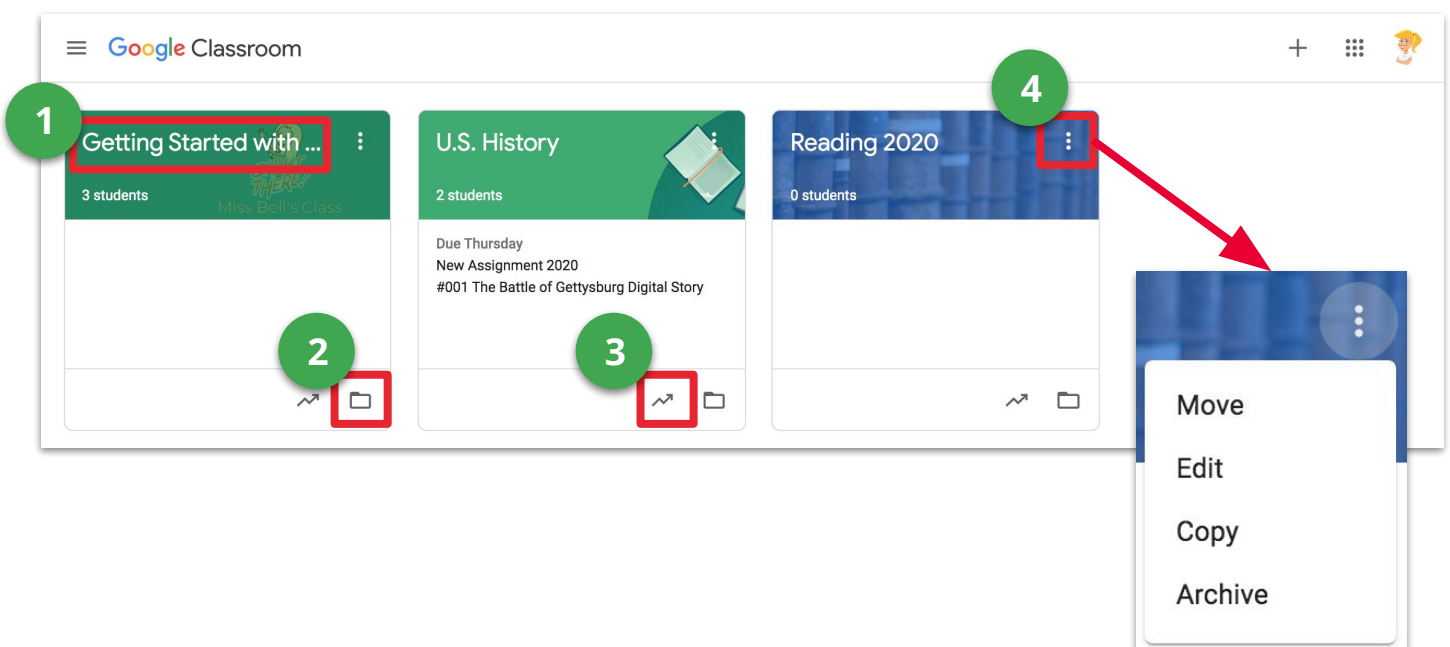 Google Classroom
1
4
Getting Started with ...
U.S. History
Reading 2020
THERE!
3 students
2 students
0 students
Miss Bell's Class
Due Thursday
New Assignment 2020
#001 The Battle of Gettysburg Digital Story
2
3
Move
Edit
Copy
Archive